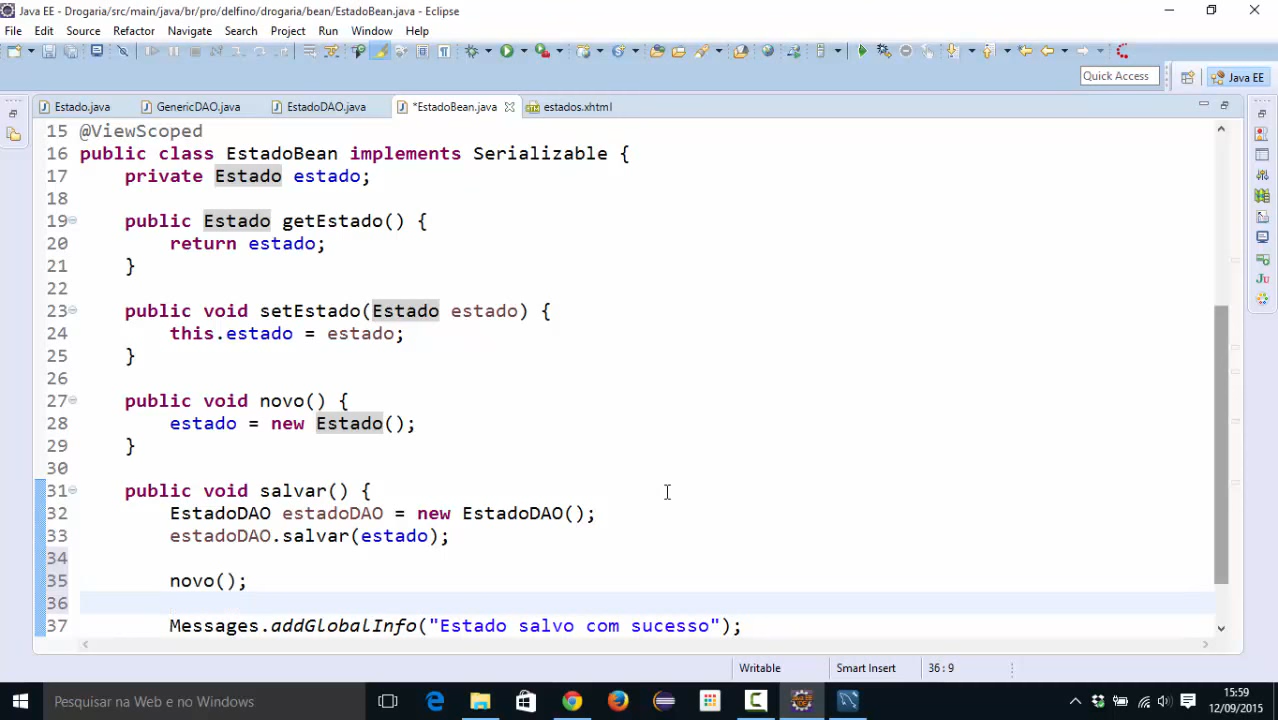 Java EE - Drogaria/src/main/java/br/pro/delfino/drogaria/bean/EstadoBean.java - Eclipse
File Edit Source Refactor Navigate Search Project Run Window Help
Quick Access
Java EE
Estado.java GenericDAO.java EstadoDAO.java *EstadoBean.java estados.xhtml
15 @ViewScoped
16 public class EstadoBean implements Serializable {
17 private Estado estado;
18
19 public Estado getEstado() {
20 return estado;
21 }
22
23 public void setEstado(Estado estado) {
24 this.estado = estado;
25 }
26
27 public void novo() {
28 estado = new Estado();
29 }
30
31 public void salvar() {
32 EstadoDAO estadoDAO = new EstadoDAO();
33 estadoDAO.salvar(estado);
34
35 novo();
36
37 Messages.addGlobalInfo("Estado salvo com sucesso");
Writable Smart Insert 36 : 9
Pesquisar na Web e no Windows
15:59
12/09/2015